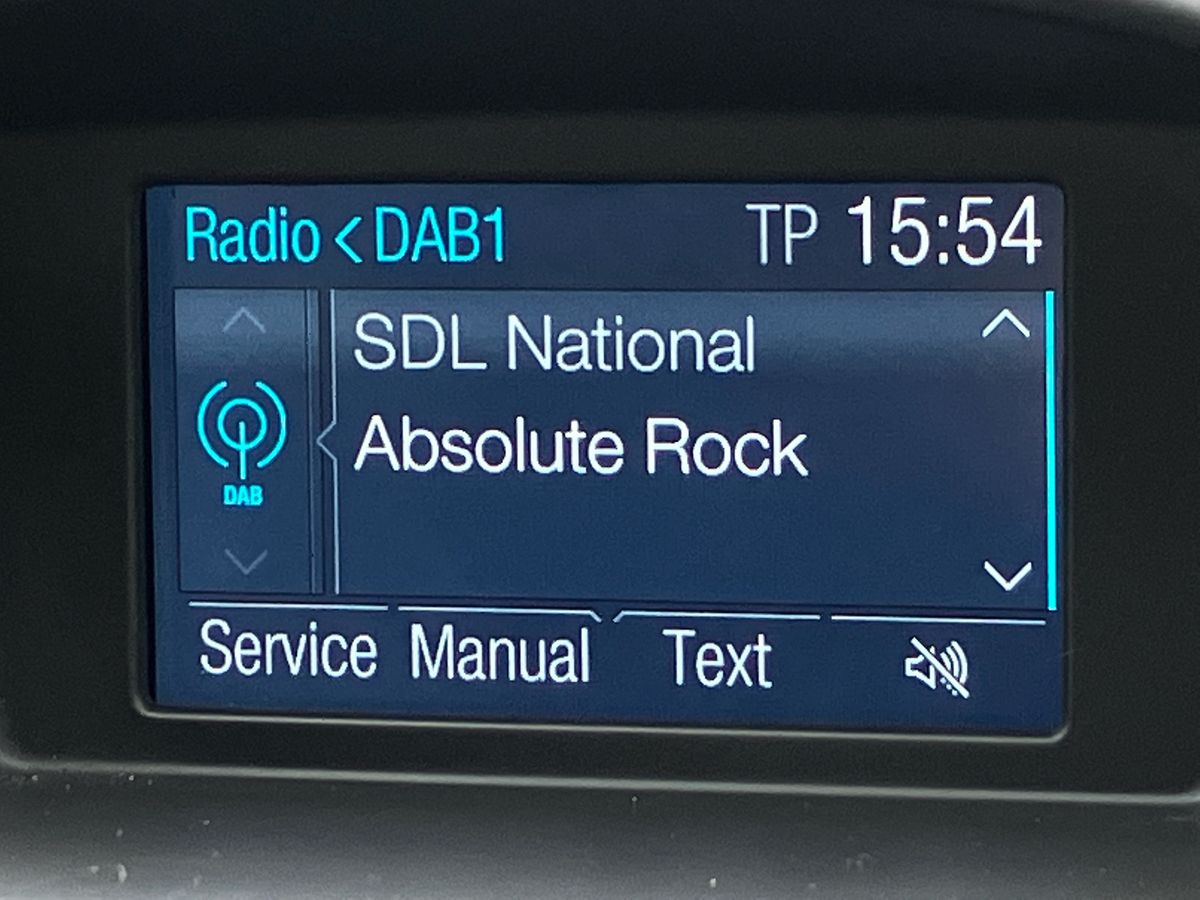 Radio < DAB1 TP 15:54
SDL National
Absolute Rock
DAB
Service Manual Text